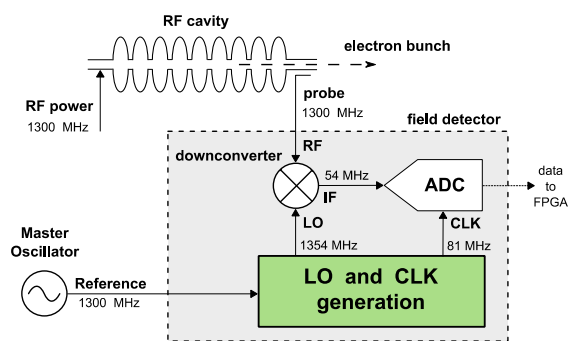 RF cavity
electron bunch
RF power
1300 MHz
probe
1300 MHz
field detector
downconverter
RF
54 MHz
IF
ADC
data
to
FPGA
LO
CLK
1354 MHz
81 MHz
Master
Oscillator
Reference
1300 MHz
LO and CLK
generation